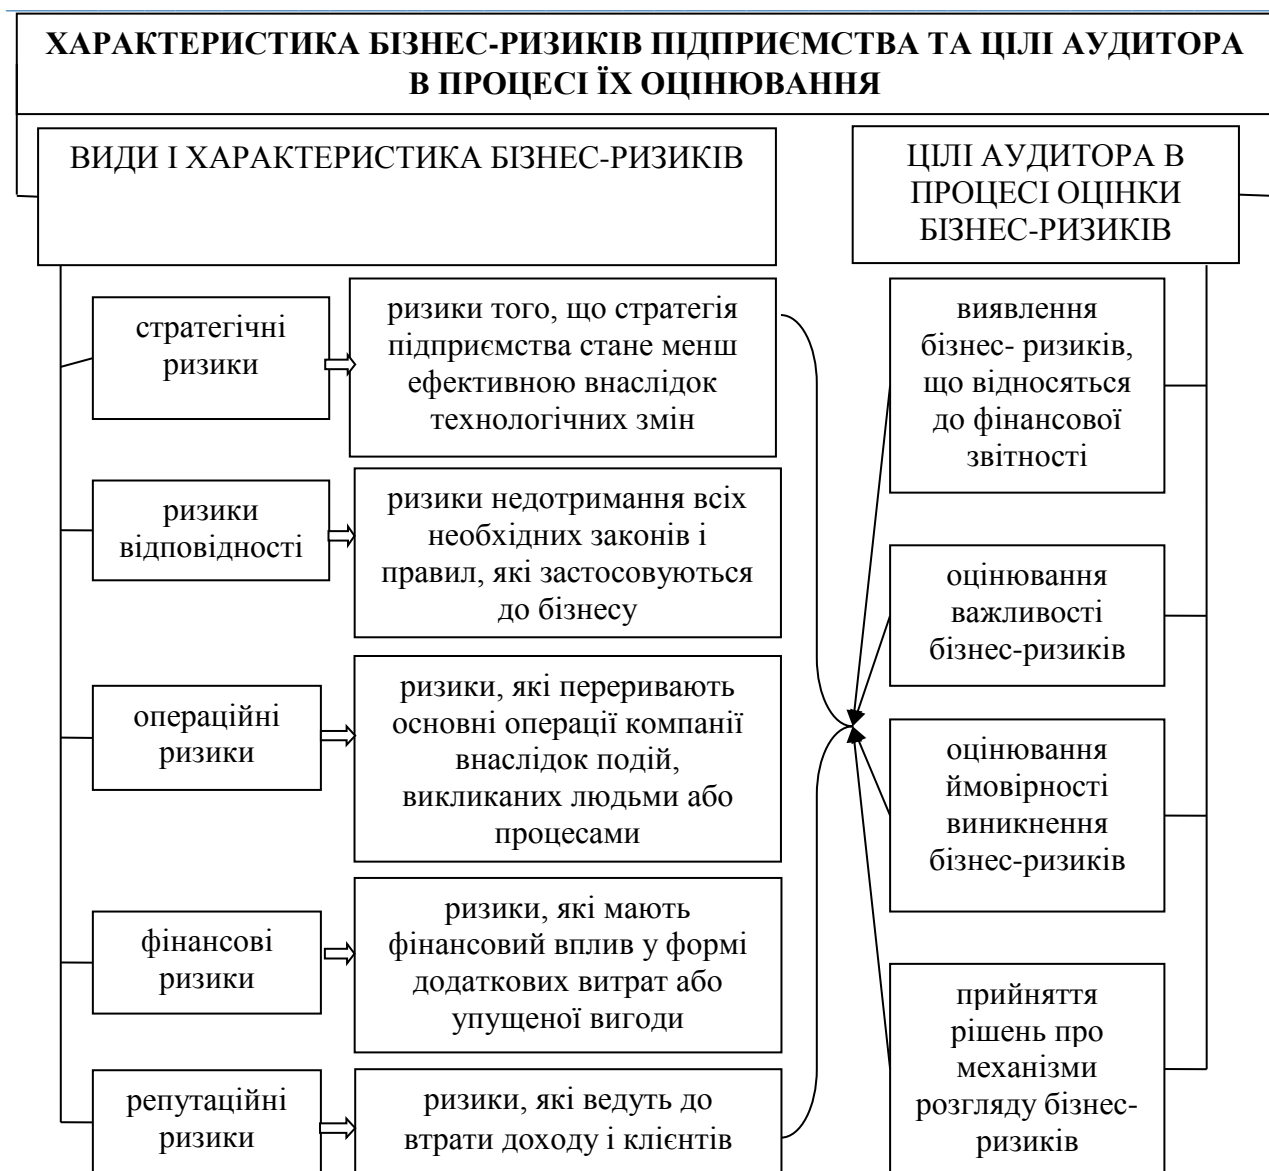 ХАРАКТЕРИСТИКА БІЗНЕС-РИЗИКІВ ПІДПРИЄМСТВА ТА ЦІЛІ АУДИТОРА
В ПРОЦЕСІ ЇХ ОЦІНЮВАННЯ
ВИДИ І ХАРАКТЕРИСТИКА БІЗНЕС-РИЗИКІВ
стратегічні
ризики
ризики того, що стратегія
підприємства стане менш
ефективною внаслідок
технологічних змін
ризики
відповідності
ризики недотримання всіх
необхідних законів і
правил, які застосовуються
до бізнесу
операційні
ризики
ризики, які переривають
основні операції компанії
внаслідок подій,
викликаних людьми або
процесами
фінансові
ризики
ризики, які мають
фінансовий вплив у формі
додаткових витрат або
упущеної вигоди
репутаційні
ризики
ризики, які ведуть до
втрати доходу і клієнтів
ЦІЛІ АУДИТОРА В
ПРОЦЕСІ ОЦІНКИ
БІЗНЕС-РИЗИКІВ
виявлення
бізнес- ризиків,
що відносяться
до фінансової
звітності
оцінювання
важливості
бізнес-ризиків
оцінювання
ймовірності
виникнення
бізнес-ризиків
прийняття
рішень про
механізми
розгляду бізнес-
ризиків